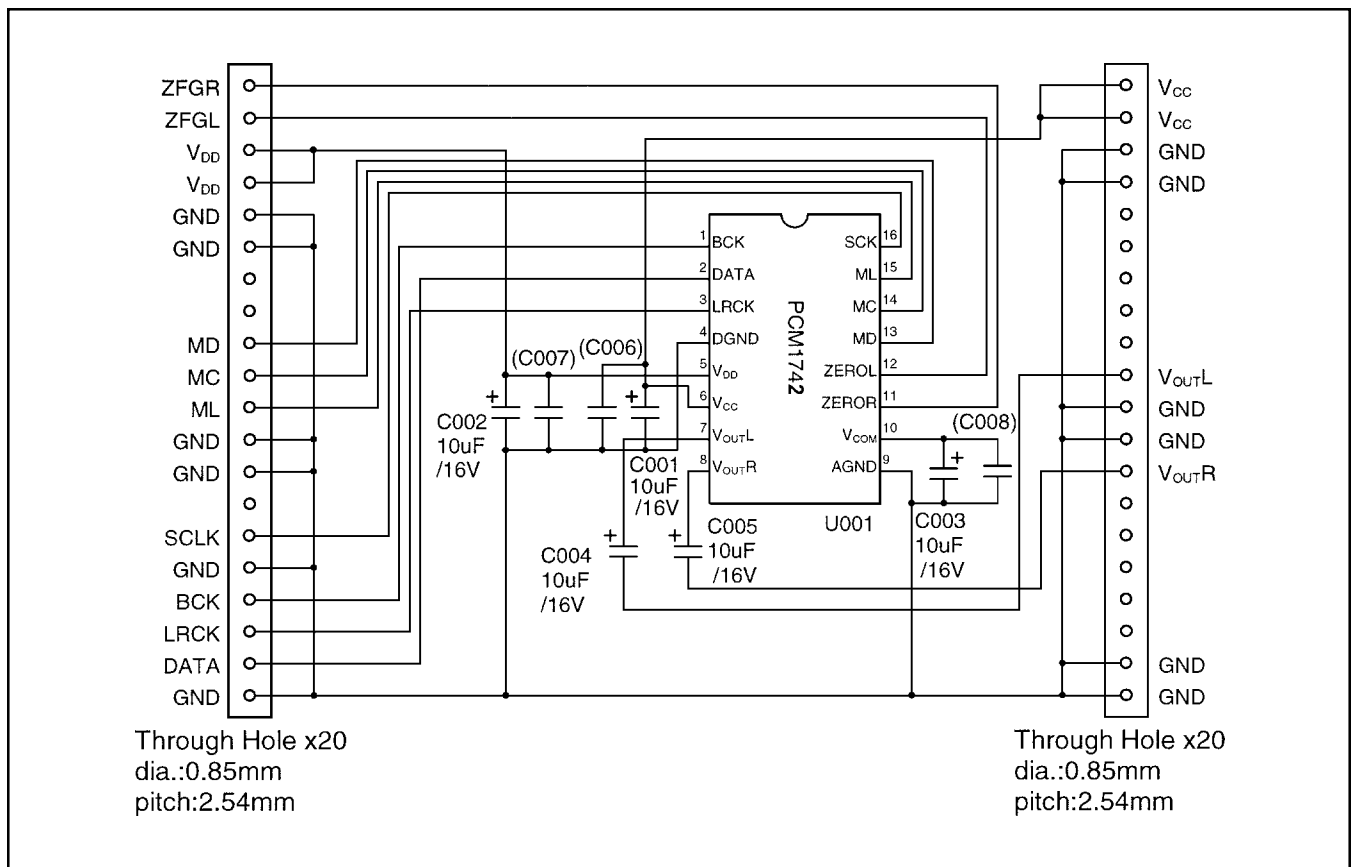 ZFGR
ZFGL
VDD
VDD
GND
GND
MD
MC
ML
GND
GND
SCLK
GND
BCK
LRCK
DATA
GND
Through Hole x20
dia.:0.85mm
pitch:2.54mm
(C007)
(C006)
+
C002
10uF
/16V
+
C001
10uF
/16V
+
C004
10uF
/16V
+
C005
10uF
/16V
1 BCK
2 DATA
3 LRCK
4 DGND
5 VDD
6 VCC
7 VOUTL
8 VOUTR
PCM1742
SCK 16
ML 15
MC 14
MD 13
ZEROL 12
ZEROR 11
VCOM 10
AGND 9
U001
(C008)
+
C003
10uF
/16V
VCC
VCC
GND
GND
VOUTL
GND
GND
VOUTR
GND
GND
Through Hole x20
dia.:0.85mm
pitch:2.54mm